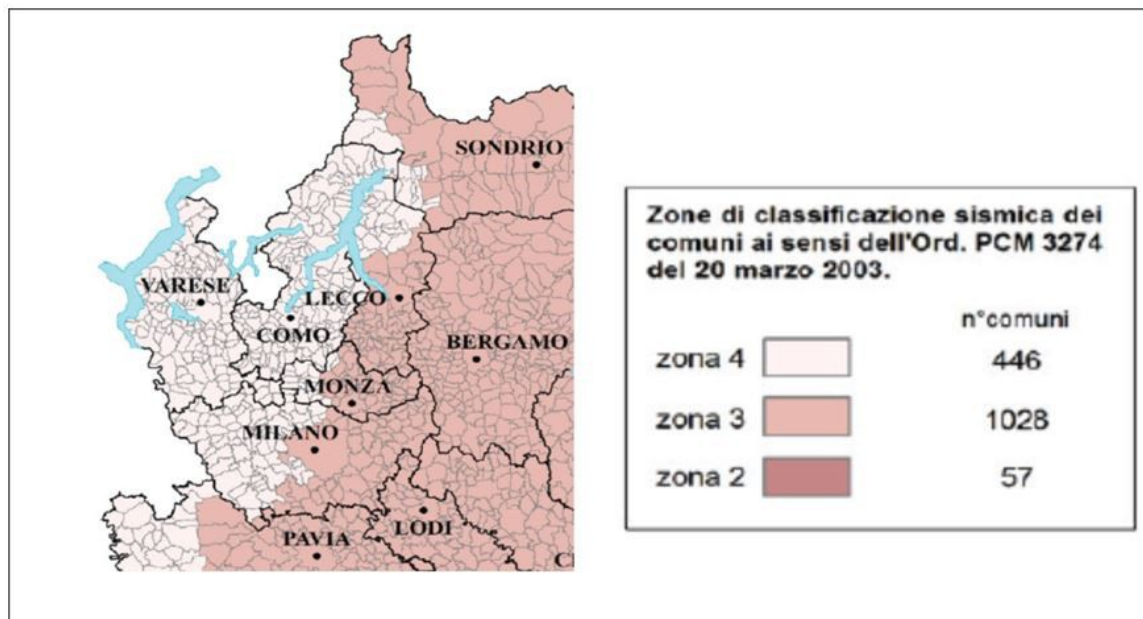 SONDRIO
VARESE
LECCO
COMO
BERGAMO
MONZA
MILANO
LODI
PAVIA
C
Zone di classificazione sismica dei
comuni ai sensi dell'Ord. PCM 3274
del 20 marzo 2003.
n°comuni
zona 4 446
zona 3 1028
zona 2 57